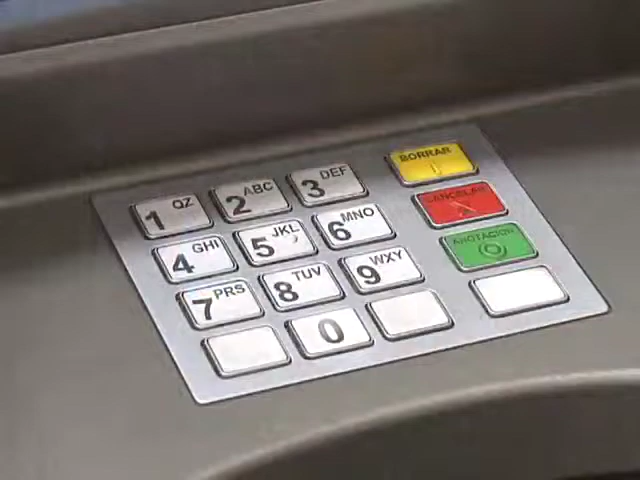 1 QZ
2 ABC
3 DEF
BORRAR
4 GHI
5 JKL
6 MNO
CANCELAR
7 PRS
8 TUV
9 WXY
ANOTACION
0